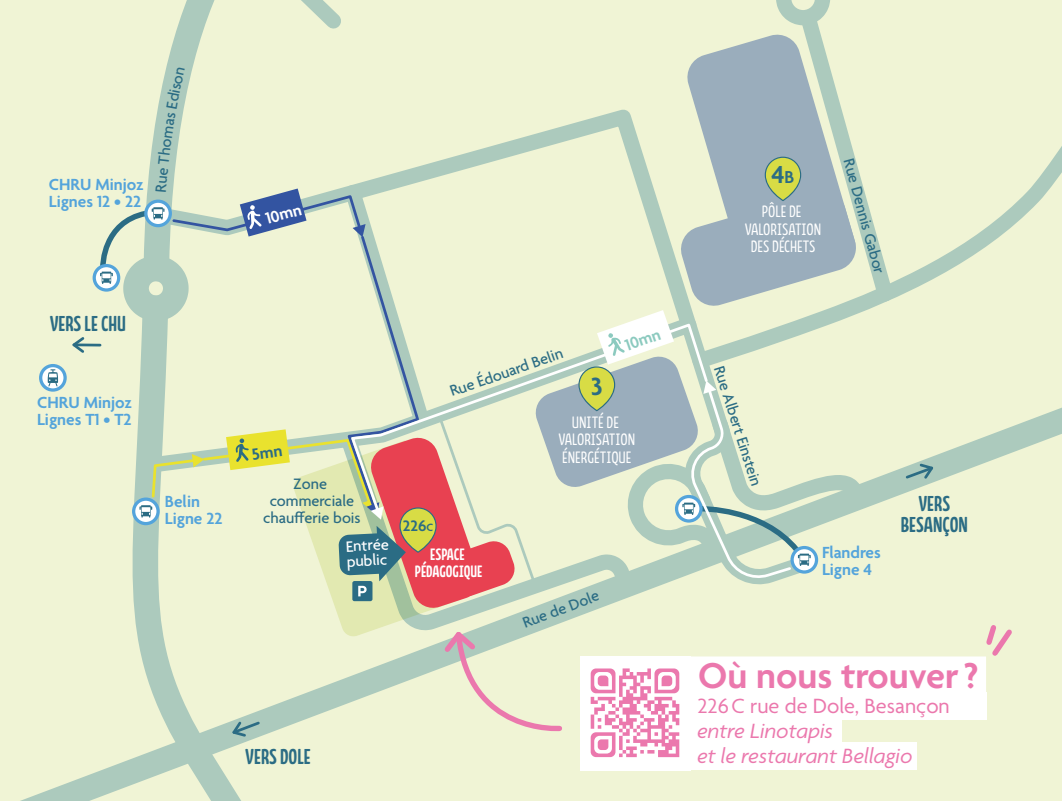 Rue Thomas Edison
CHRU Minjoz
Lignes 12 • 22
10mn
4B
PÔLE DE
VALORISATION
DES DÉCHETS
Rue Dennis Gabor
VERS LE CHU
CHRU Minjoz
Lignes T1 • T2
10mn
Rue Édouard Belin
3
UNITÉ DE
VALORISATION
ÉNERGÉTIQUE
Rue Albert Einstein
5mn
Belin
Ligne 22
Zone
commerciale
chaufferie bois
226c
ESPACE
PÉDAGOGIQUE
Entrée
public
P
VERS
BESANÇON
Flandres
Ligne 4
Rue de Dole
VERS DOLE
Où nous trouver ?
226 C rue de Dole, Besançon
entre Linotapis
et le restaurant Bellagio